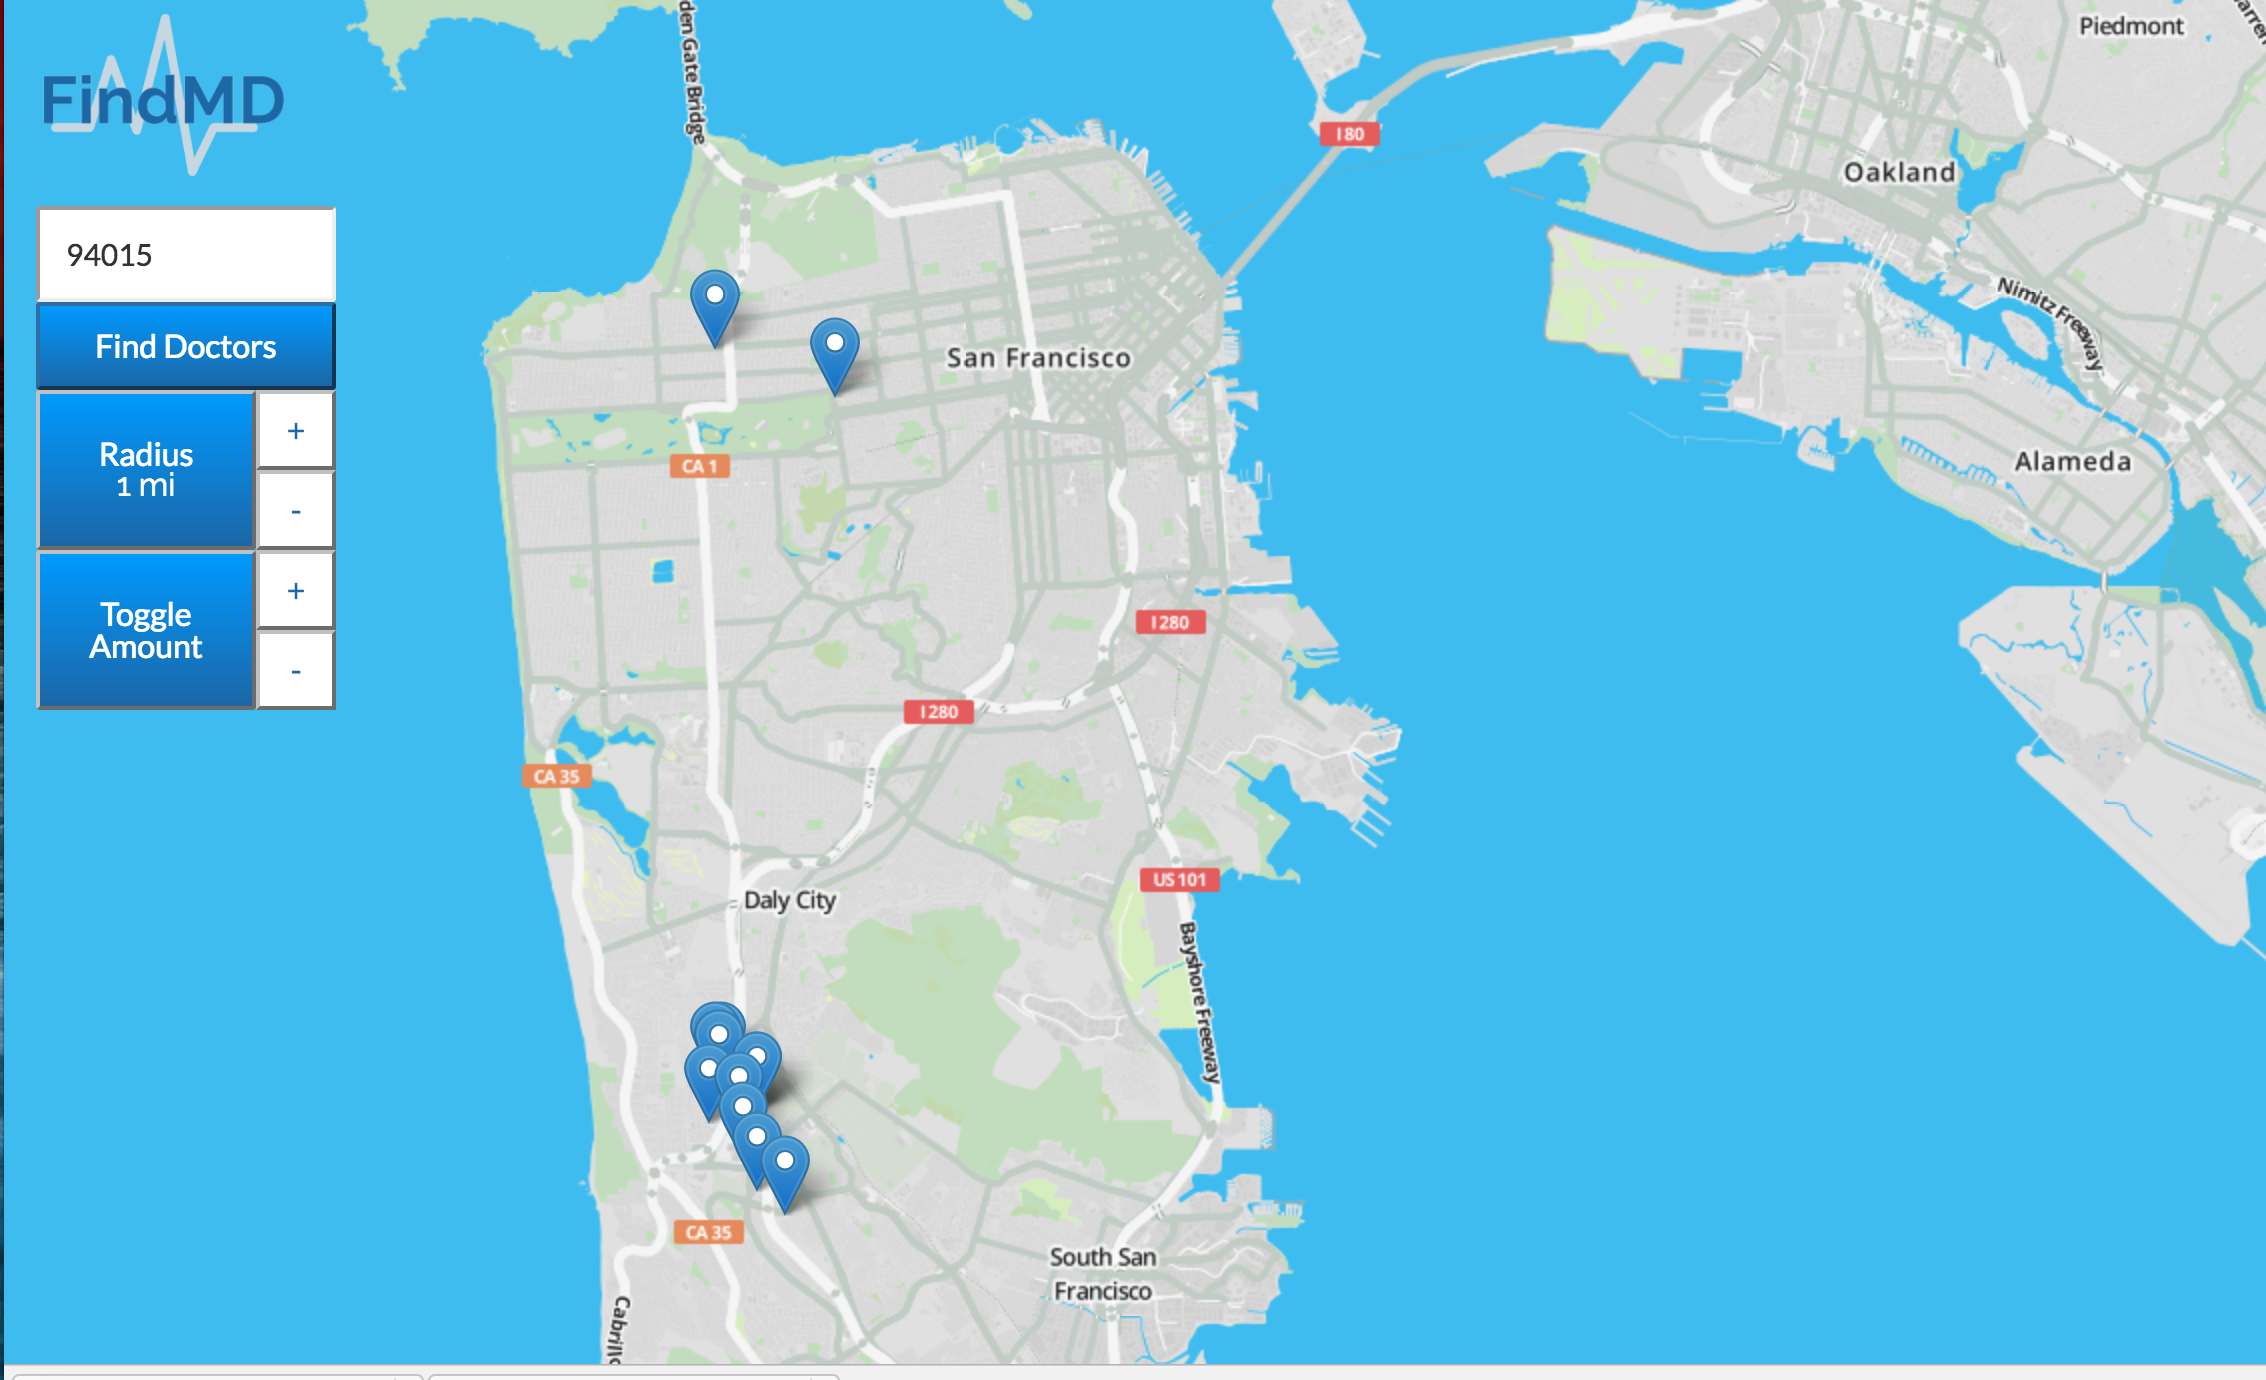 FindMD
94015
Find Doctors
Radius
1 mi
+
-
Toggle
Amount
+
-
den Gate Bridge
I 80
Piedmont
Oakland
Nimitz Freeway
Alameda
San Francisco
CA 1
I 280
I 280
CA 35
US 101
Daly City
Bayshore Freeway
CA 35
South San
Francisco
Cabrillo